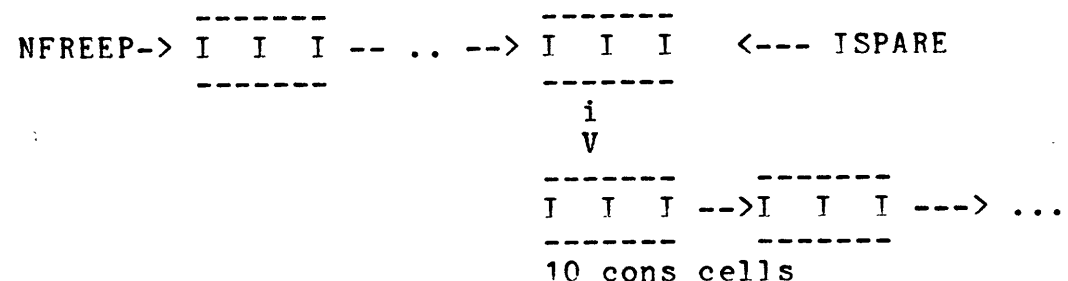 -------          -------
NFREEP-> I  I  I -- .. --> I  I  I  <--- ISPARE
-------          -------
i
V
-------    -------
I  I  I -->I  I  I ---> ...
-------    -------
10 cons cells